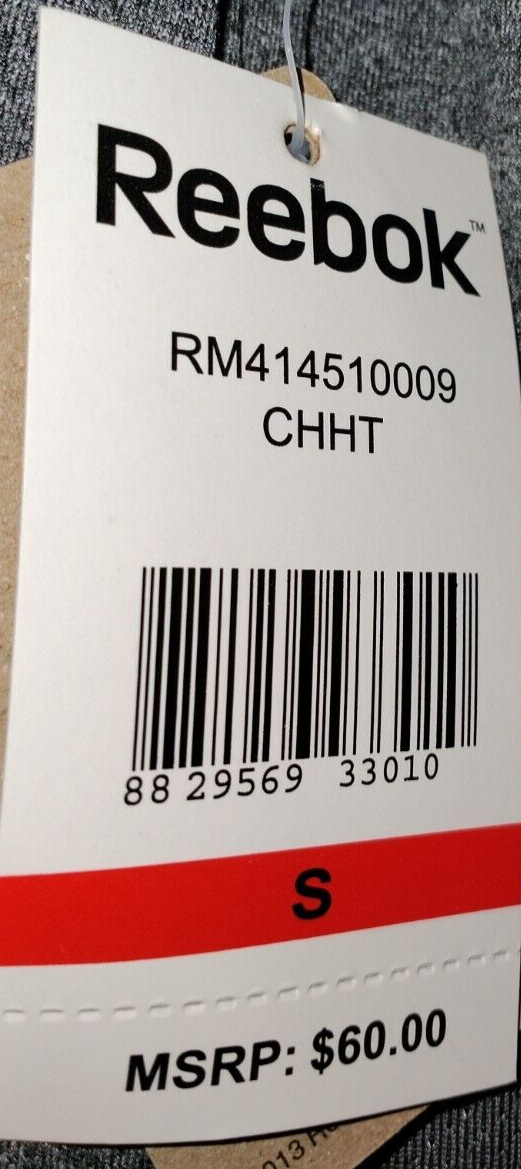 Reebok™
RM414510009
CHHT
88 29569 33010
S
MSRP: $60.00